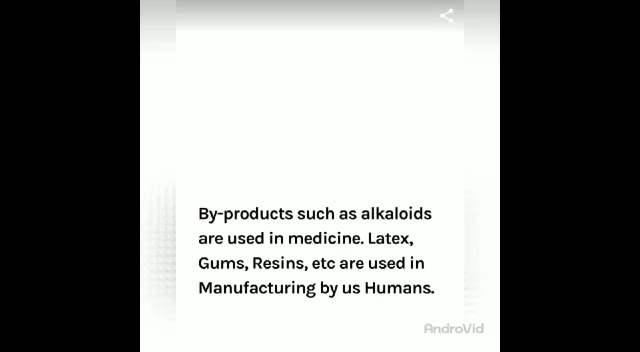 By-products such as alkaloids
are used in medicine. Latex,
Gums, Resins, etc are used in
Manufacturing by us Humans.
AndroVid